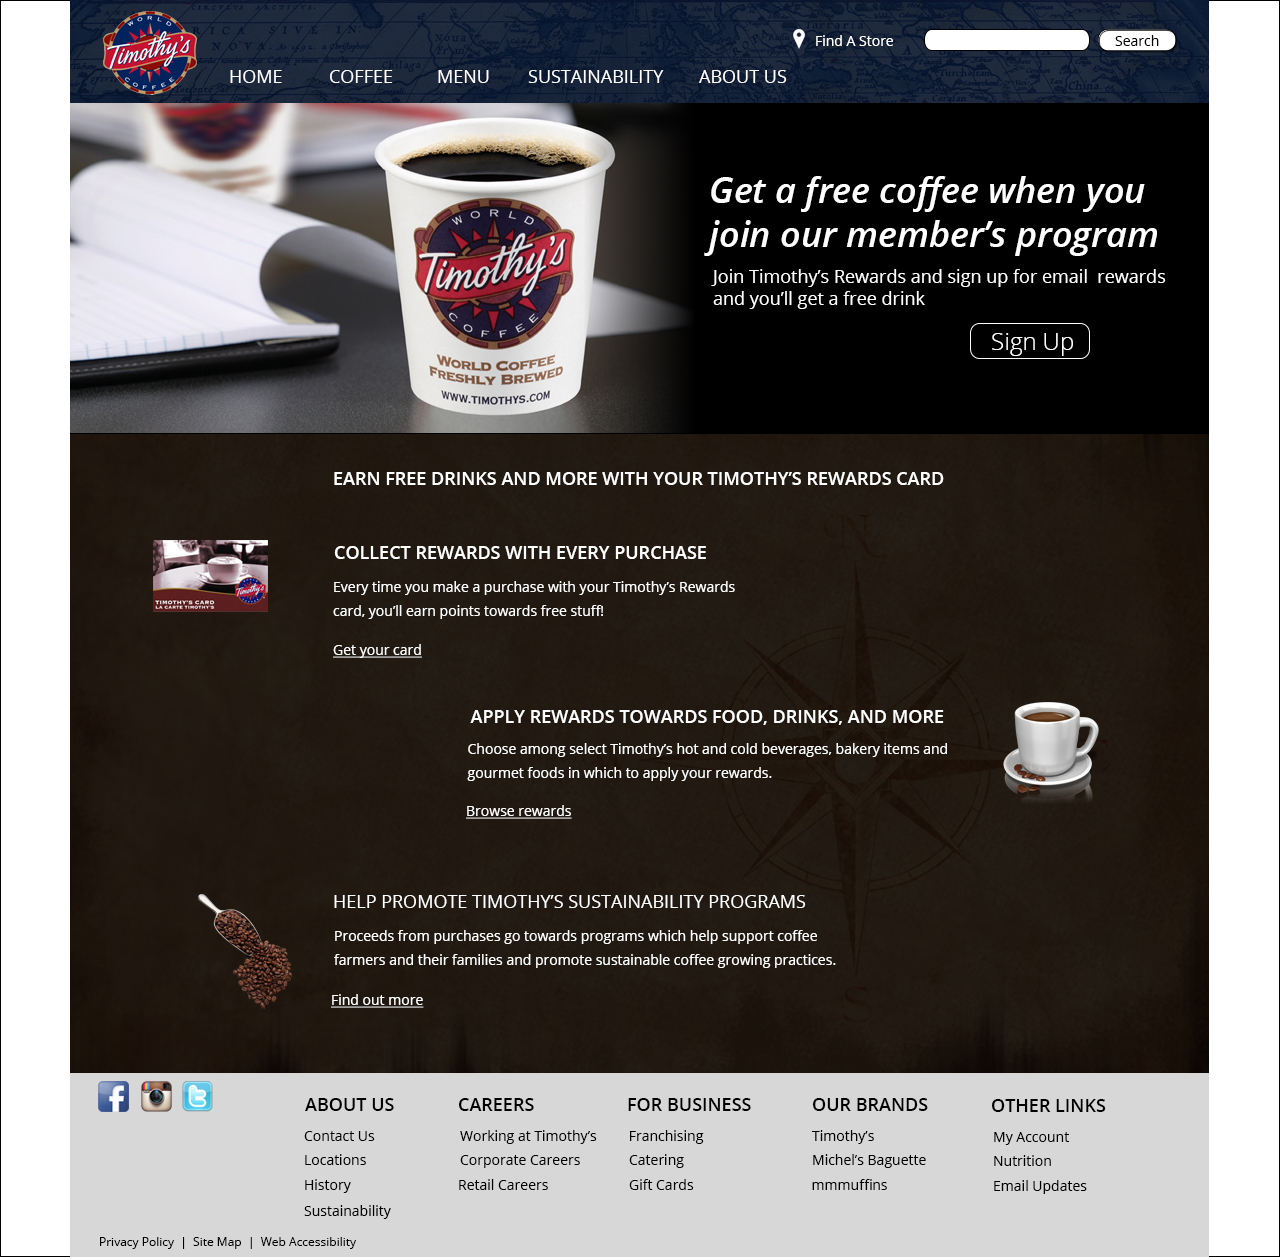 WORLD
Timothy's
COFFEE
Find A Store
Search
HOME
COFFEE
MENU
SUSTAINABILITY
ABOUT US
WORLD
Timothy's
COFFEE
WORLD COFFEE
FRESHLY BREWED
WWW.TIMOTHYS.COM
Get a free coffee when you
join our member’s program
Join Timothy’s Rewards and sign up for email  rewards
and you’ll get a free drink
Sign Up
EARN FREE DRINKS AND MORE WITH YOUR TIMOTHY’S REWARDS CARD
Timothy's
TIMOTHY'S CARD
LA CARTE TIMOTHY'S
COLLECT REWARDS WITH EVERY PURCHASE
Every time you make a purchase with your Timothy’s Rewards
card, you’ll earn points towards free stuff!
Get your card
APPLY REWARDS TOWARDS FOOD, DRINKS, AND MORE
Choose among select Timothy’s hot and cold beverages, bakery items and
gourmet foods in which to apply your rewards.
Browse rewards
HELP PROMOTE TIMOTHY’S SUSTAINABILITY PROGRAMS
Proceeds from purchases go towards programs which help support coffee
farmers and their families and promote sustainable coffee growing practices.
Find out more
ABOUT US
Contact Us
Locations
History
Sustainability
CAREERS
Working at Timothy’s
Corporate Careers
Retail Careers
FOR BUSINESS
Franchising
Catering
Gift Cards
OUR BRANDS
Timothy’s
Michel’s Baguette
mmmuffins
OTHER LINKS
My Account
Nutrition
Email Updates
Privacy Policy | Site Map | Web Accessibility